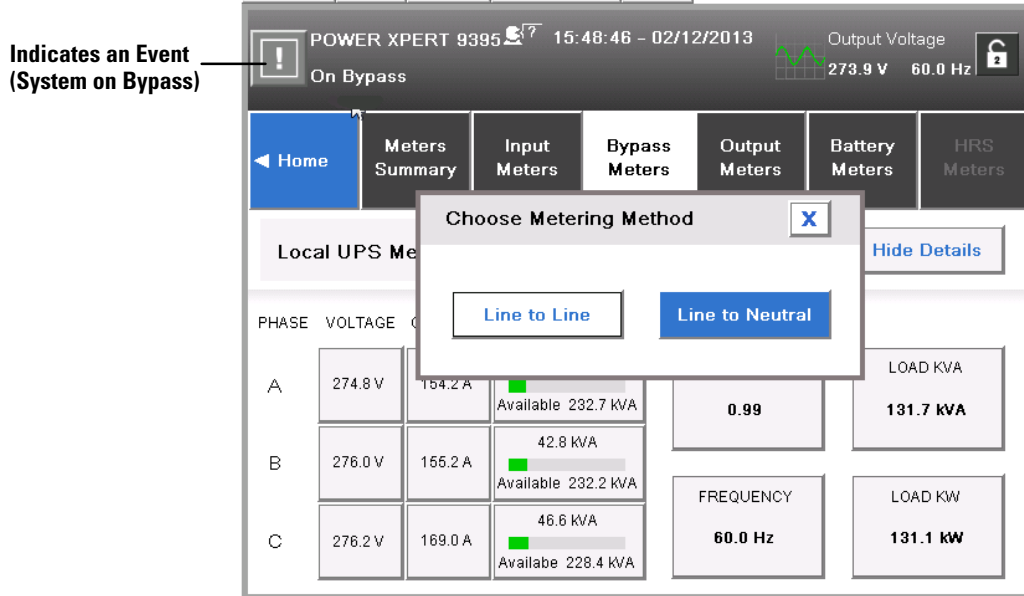 Indicates an Event
(System on Bypass)
POWER XPERT 9395 ? 15:48:46 - 02/12/2013
On Bypass
Output Voltage
273.9 V 60.0 Hz
2
◀ Home
Meters Summary
Input Meters
Bypass Meters
Output Meters
Battery Meters
HRS Meters
Choose Metering Method
X
Local UPS Me
Hide Details
Line to Line
Line to Neutral
PHASE VOLTAGE
A 274.8 V 154.2 A
Available 232.7 kVA
0.99
LOAD KVA
131.7 kVA
B 276.0 V 155.2 A
42.8 kVA
Available 232.2 kVA
FREQUENCY
60.0 Hz
LOAD KW
131.1 kW
C 276.2 V 169.0 A
46.6 kVA
Availabe 228.4 kVA